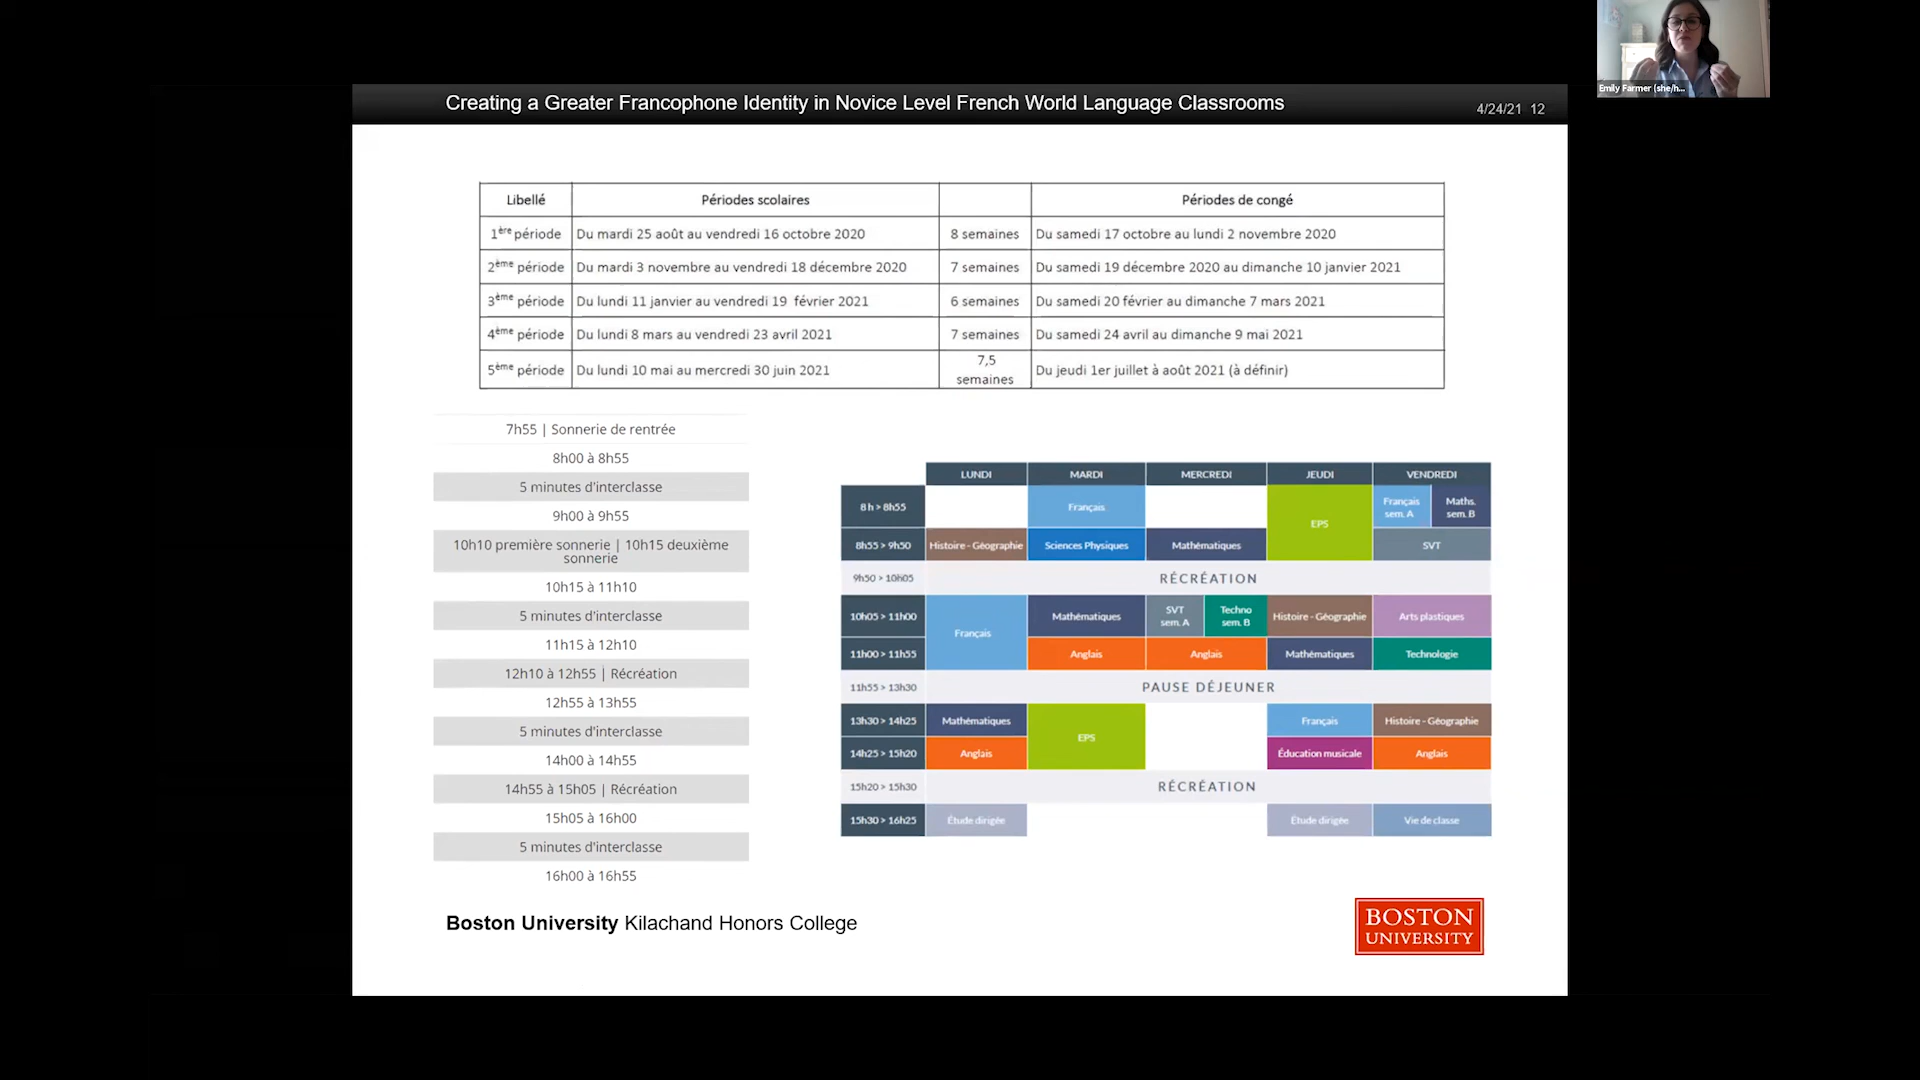 Emily Farmer (she/h...
Creating a Greater Francophone Identity in Novice Level French World Language Classrooms
4/24/21 12
Libellé Périodes scolaires Périodes de congé
1ère période Du mardi 25 août au vendredi 16 octobre 2020 8 semaines Du samedi 17 octobre au lundi 2 novembre 2020
2ème période Du mardi 3 novembre au vendredi 18 décembre 2020 7 semaines Du samedi 19 décembre 2020 au dimanche 10 janvier 2021
3ème période Du lundi 11 janvier au vendredi 19 février 2021 6 semaines Du samedi 20 février au dimanche 7 mars 2021
4ème période Du lundi 8 mars au vendredi 23 avril 2021 7 semaines Du samedi 24 avril au dimanche 9 mai 2021
5ème période Du lundi 10 mai au mercredi 30 juin 2021 7,5 semaines Du jeudi 1er juillet à août 2021 (à définir)
7h55 | Sonnerie de rentrée
8h00 à 8h55
5 minutes d'interclasse
9h00 à 9h55
10h10 première sonnerie | 10h15 deuxième
sonnerie
10h15 à 11h10
5 minutes d'interclasse
11h15 à 12h10
12h10 à 12h55 | Récréation
12h55 à 13h55
5 minutes d'interclasse
14h00 à 14h55
14h55 à 15h05 | Récréation
15h05 à 16h00
5 minutes d'interclasse
16h00 à 16h55
LUNDI MARDI MERCREDI JEUDI VENDREDI
8 h > 8h55 Français EPS Français sem. A Maths. sem. B
8h55 > 9h50 Histoire - Géographie Sciences Physiques Mathématiques SVT
9h50 > 10h05 RÉCRÉATION
10h05 > 11h00 Français Mathématiques SVT sem. A Techno sem. B Histoire - Géographie Arts plastiques
11h00 > 11h55 Anglais Anglais Mathématiques Technologie
11h55 > 13h30 PAUSE DÉJEUNER
13h30 > 14h25 Mathématiques EPS Français Histoire - Géographie
14h25 > 15h20 Anglais Éducation musicale Anglais
15h20 > 15h30 RÉCRÉATION
15h30 > 16h25 Étude dirigée Étude dirigée Vie de classe
Boston University Kilachand Honors College
BOSTON
UNIVERSITY